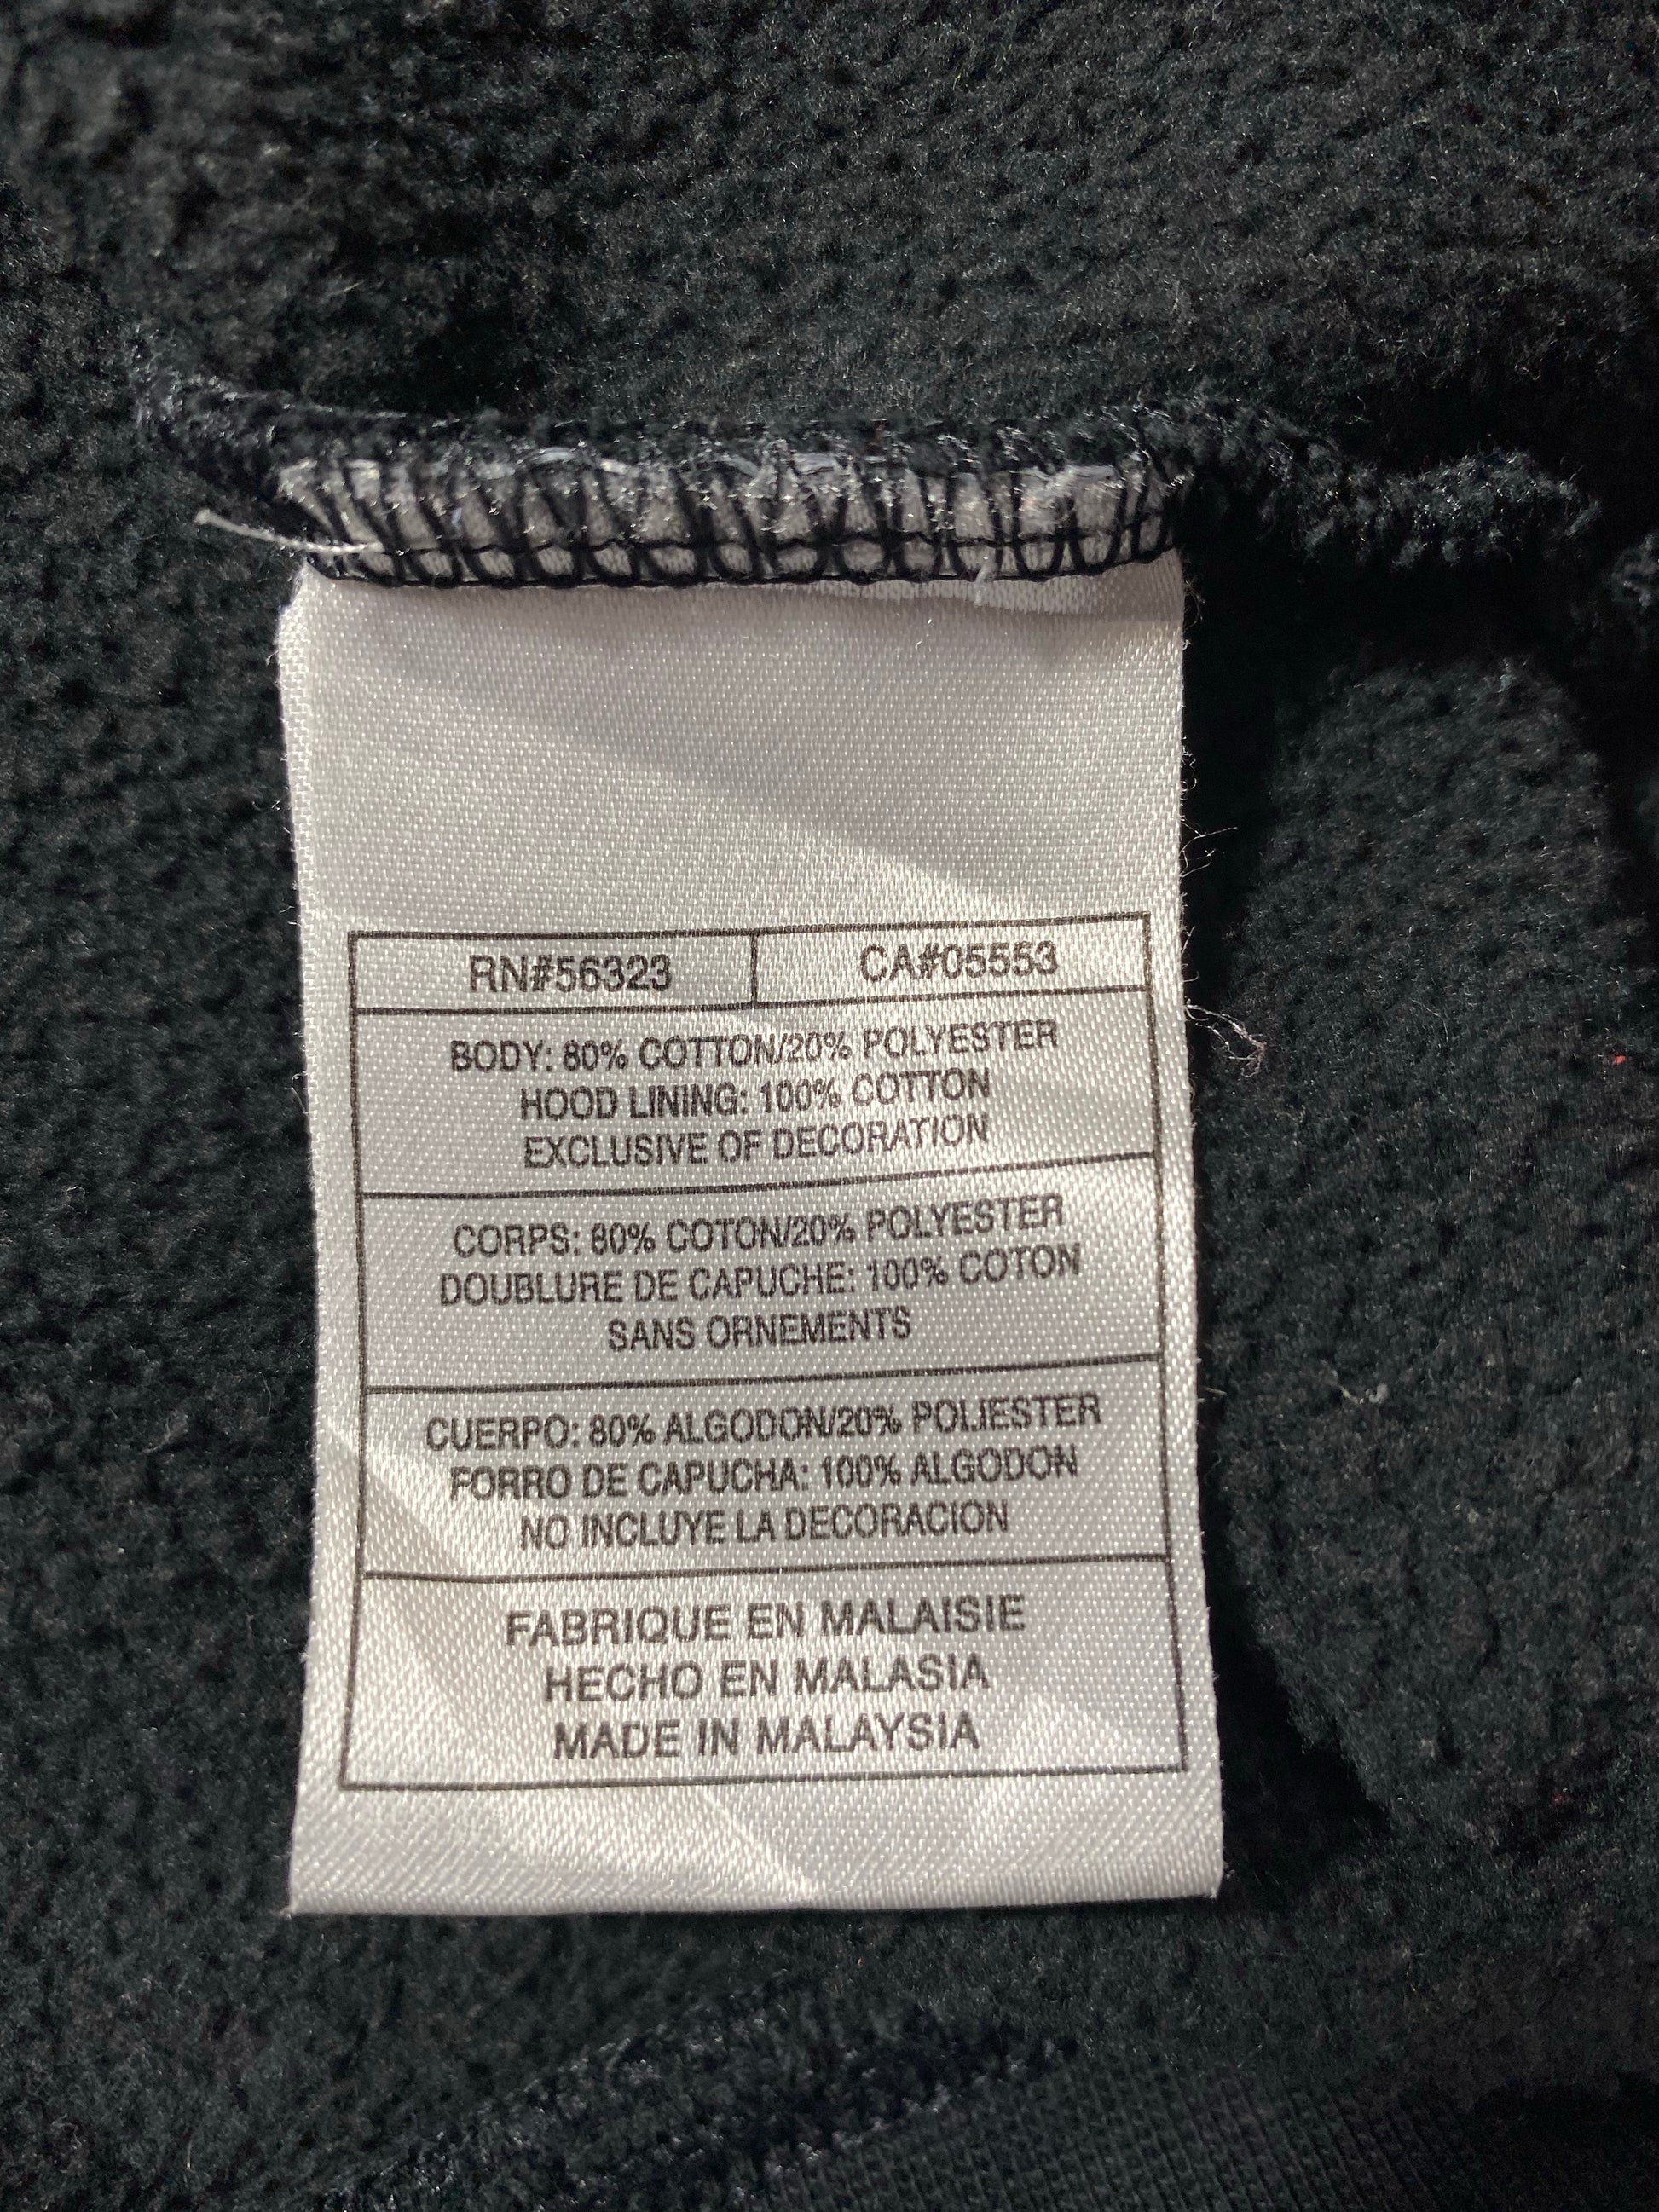 RN#56323 CA#05553
BODY: 80% COTTON/20% POLYESTER
HOOD LINING: 100% COTTON
EXCLUSIVE OF DECORATION
CORPS: 80% COTON/20% POLYESTER
DOUBLURE DE CAPUCHE: 100% COTON
SANS ORNEMENTS
CUERPO: 80% ALGODON/20% POLIESTER
FORRO DE CAPUCHA: 100% ALGODON
NO INCLUYE LA DECORACION
FABRIQUE EN MALAISIE
HECHO EN MALASIA
MADE IN MALAYSIA